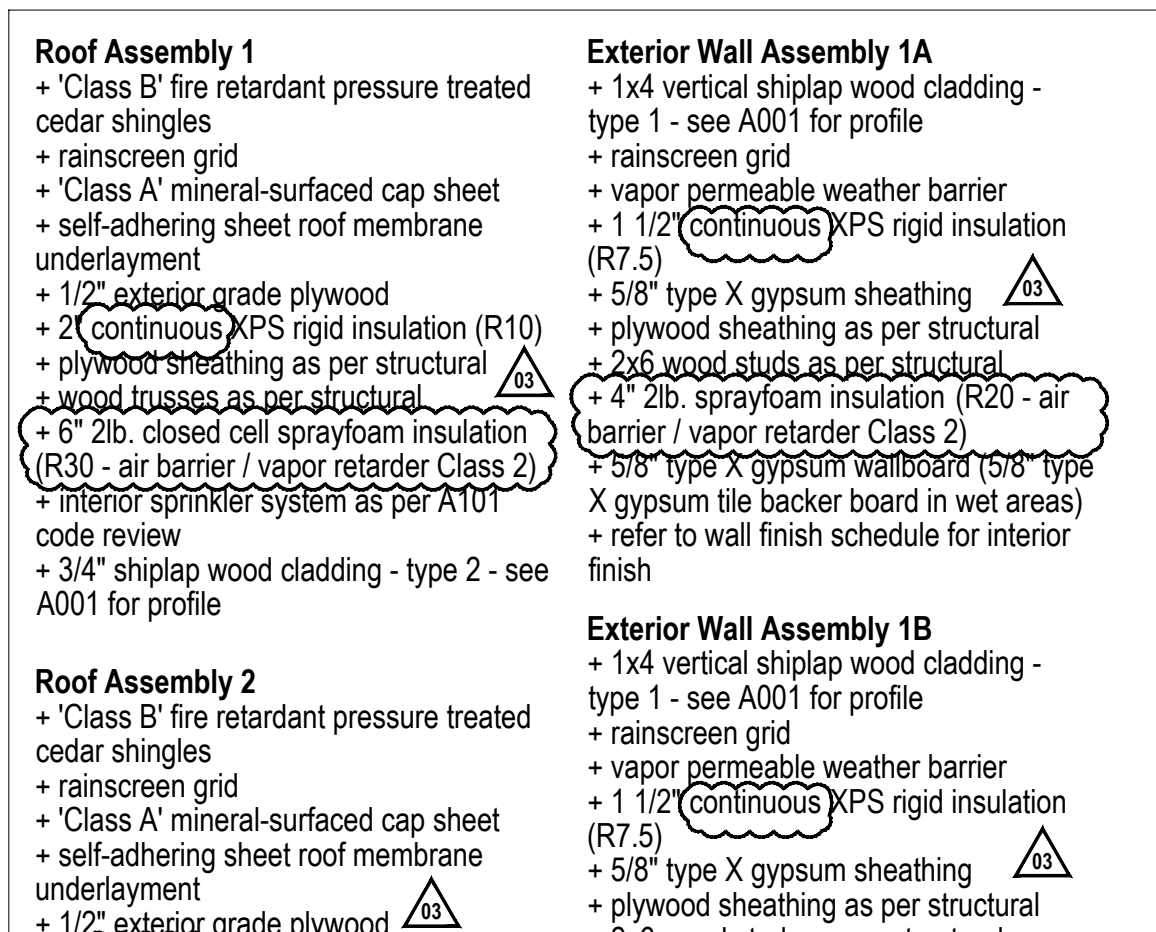 Roof Assembly 1
+ 'Class B' fire retardant pressure treated
cedar shingles
+ rainscreen grid
+ 'Class A' mineral-surfaced cap sheet
+ self-adhering sheet roof membrane
underlayment
+ 1/2" exterior grade plywood
+ 2" continuous XPS rigid insulation (R10)
+ plywood sheathing as per structural
03
+ wood trusses as per structural
+ 6" 2lb. closed cell sprayfoam insulation
(R30 - air barrier / vapor retarder Class 2)
+ interior sprinkler system as per A101
code review
+ 3/4" shiplap wood cladding - type 2 - see
A001 for profile
Roof Assembly 2
+ 'Class B' fire retardant pressure treated
cedar shingles
+ rainscreen grid
+ 'Class A' mineral-surfaced cap sheet
+ self-adhering sheet roof membrane
underlayment
03
+ 1/2" exterior grade plywood
Exterior Wall Assembly 1A
+ 1x4 vertical shiplap wood cladding -
type 1 - see A001 for profile
+ rainscreen grid
+ vapor permeable weather barrier
+ 1 1/2" continuous XPS rigid insulation
(R7.5)
03
+ 5/8" type X gypsum sheathing
+ plywood sheathing as per structural
+ 2x6 wood studs as per structural
+ 4" 2lb. sprayfoam insulation (R20 - air
barrier / vapor retarder Class 2)
+ 5/8" type X gypsum wallboard (5/8" type
X gypsum tile backer board in wet areas)
+ refer to wall finish schedule for interior
finish
Exterior Wall Assembly 1B
+ 1x4 vertical shiplap wood cladding -
type 1 - see A001 for profile
+ rainscreen grid
+ vapor permeable weather barrier
+ 1 1/2" continuous XPS rigid insulation
(R7.5)
03
+ 5/8" type X gypsum sheathing
+ plywood sheathing as per structural